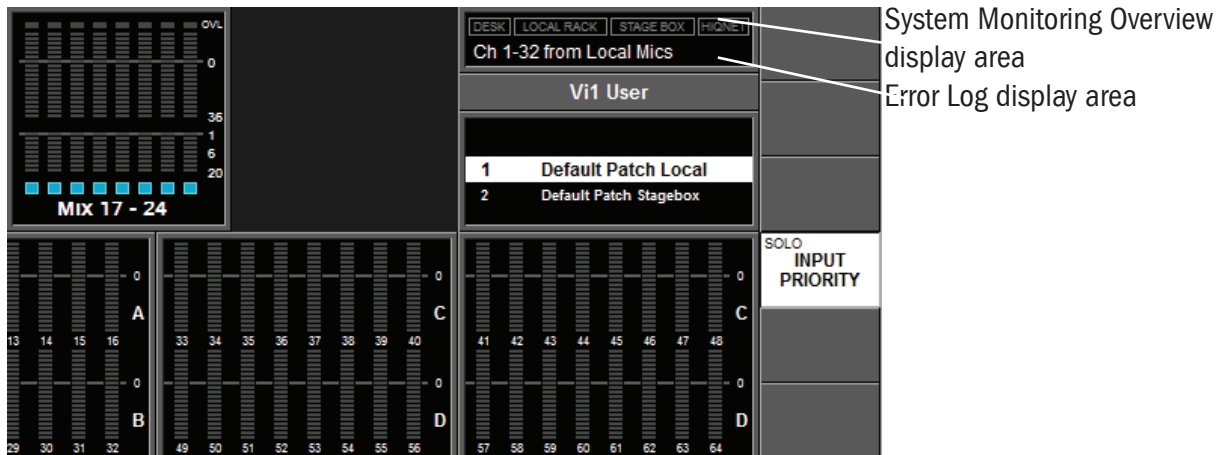 OVL
0
36
1
6
20
Mix 17 - 24
DESK LOCAL RACK STAGE BOX HIQNET
Ch 1-32 from Local Mics
Vi1 User
1 Default Patch Local
2 Default Patch Stagebox
System Monitoring Overview
display area
Error Log display area
SOLO
INPUT
PRIORITY
0
A
13 14 15 16
0
B
29 30 31 32
0
C
33 34 35 36 37 38 39 40
0
D
49 50 51 52 53 54 55 56
0
C
41 42 43 44 45 46 47 48
0
D
57 58 59 60 61 62 63 64